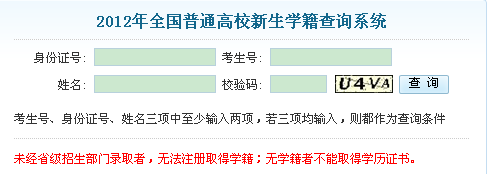 2012年全国普通高校新生学籍查询系统
身份证号: 考生号:
姓名: 校验码: U4VA 查 询
考生号、身份证号、姓名三项中至少输入两项，若三项均输入，则都作为查询条件
未经省级招生部门录取者，无法注册取得学籍；无学籍者不能取得学历证书。